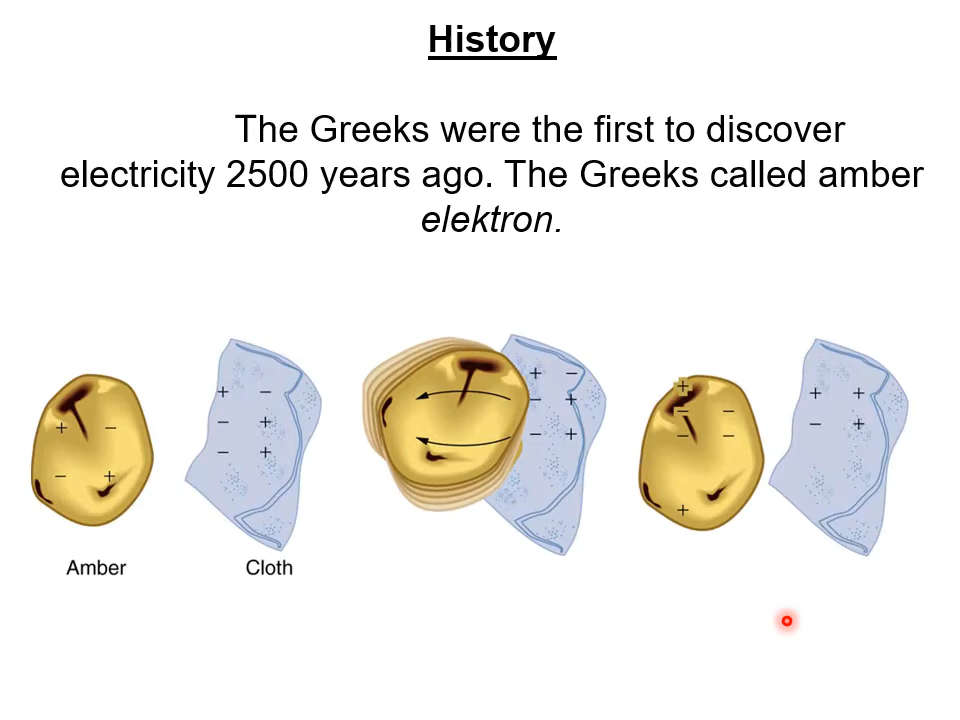 History
The Greeks were the first to discover
electricity 2500 years ago. The Greeks called amber
elektron.
+ − + − − + − + − +
+ − − + − +
+ − − − − +
+ + − +
Amber Cloth